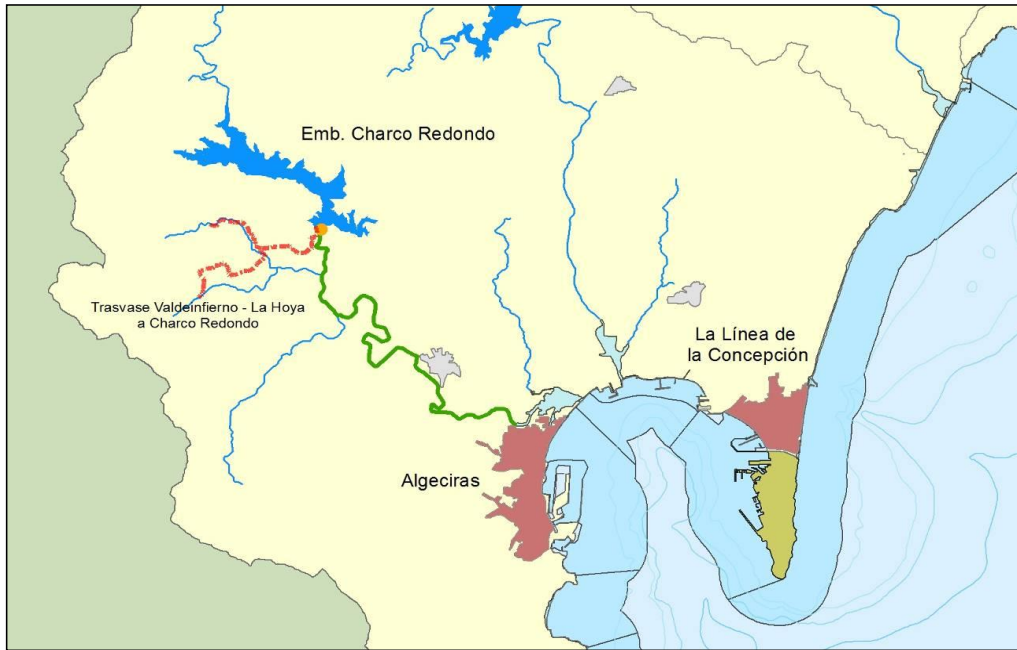 Emb. Charco Redondo
Trasvase Valdeinfierno - La Hoya
a Charco Redondo
La Línea de
la Concepción
Algeciras